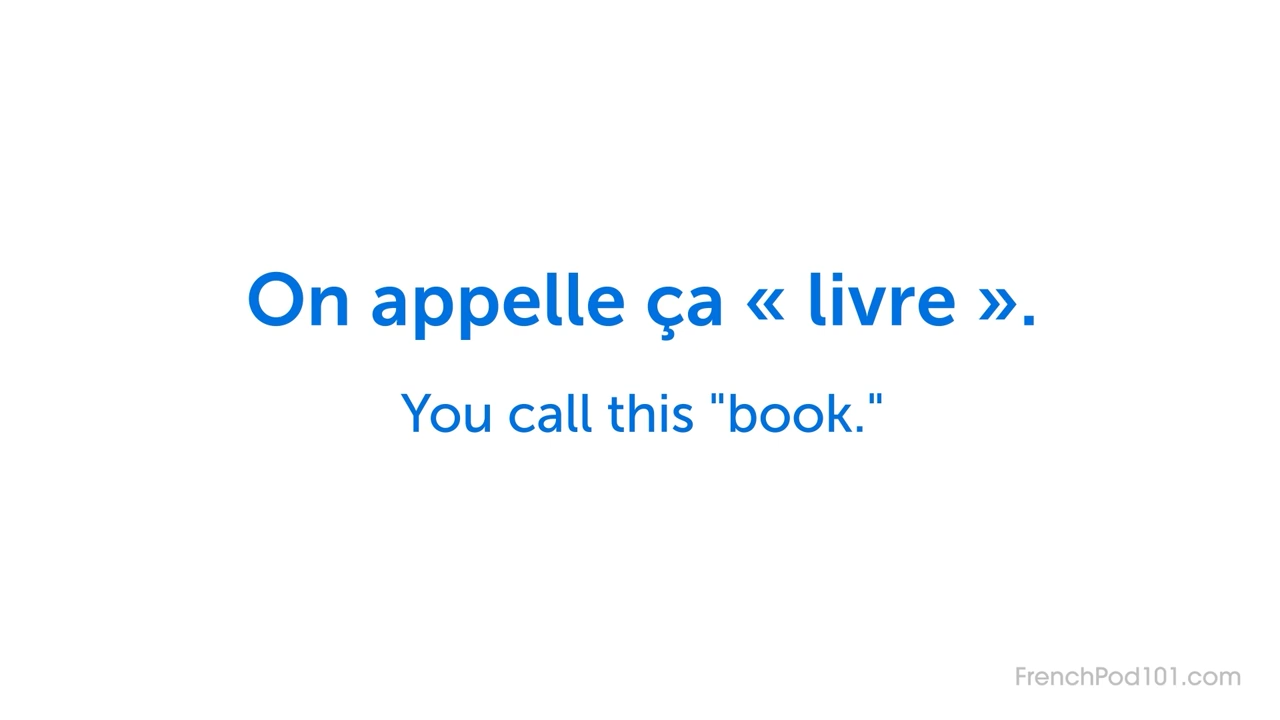 On appelle ça « livre ».
You call this "book."
FrenchPod101.com